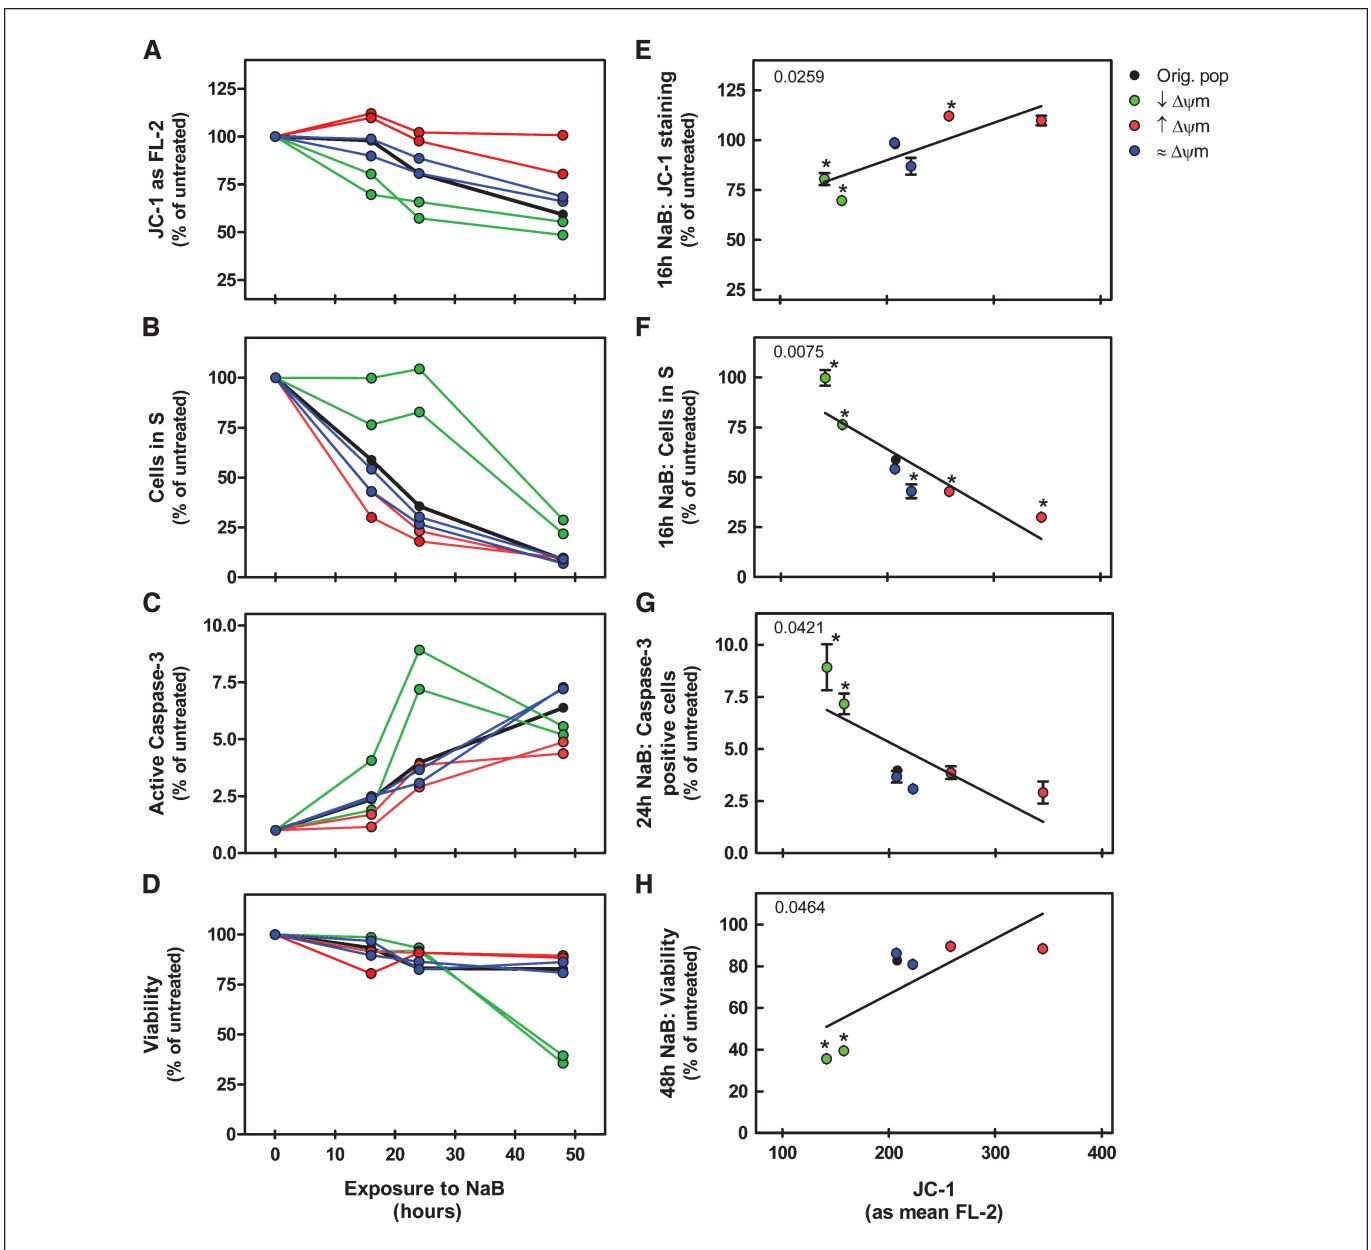 A
JC-1 as FL-2
(% of untreated)
125
100
75
50
25
B
Cells in S
(% of untreated)
100
75
50
25
0
C
Active Caspase-3
(% of untreated)
10.0
7.5
5.0
2.5
0.0
D
Viability
(% of untreated)
100
75
50
25
0
0 10 20 30 40 50
Exposure to NaB
(hours)
E
16h NaB: JC-1 staining
(% of untreated)
125
100
75
50
25
0.0259
* * *
F
16h NaB: Cells in S
(% of untreated)
100
75
50
25
0
0.0075
* * * * *
G
24h NaB: Caspase-3
positive cells
(% of untreated)
10.0
7.5
5.0
2.5
0.0
0.0421
* *
H
48h NaB: Viability
(% of untreated)
100
80
60
40
20
0
0.0464
* *
100 200 300 400
JC-1
(as mean FL-2)
Orig. pop
↓ Δψm
↑ Δψm
≈ Δψm